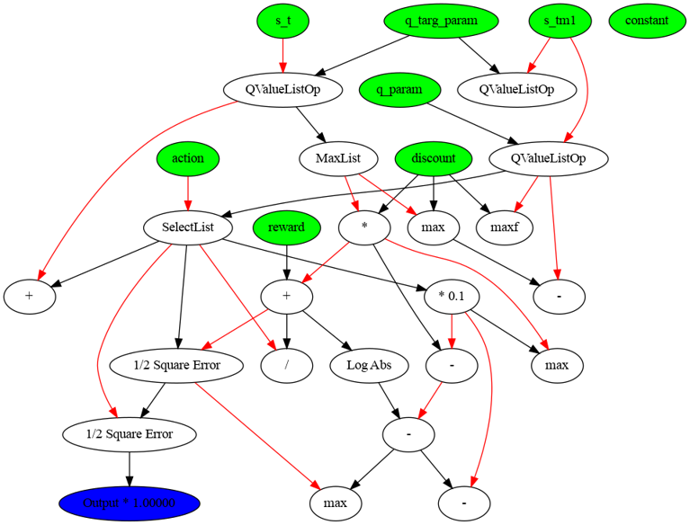 s_t
q_targ_param
s_tm1
constant
QValueListOp
q_param
QValueListOp
action
MaxList
discount
QValueListOp
SelectList
reward
*
max
maxf
+
+
* 0.1
-
1/2 Square Error
/
Log Abs
-
max
1/2 Square Error
-
Output * 1.00000
max
-